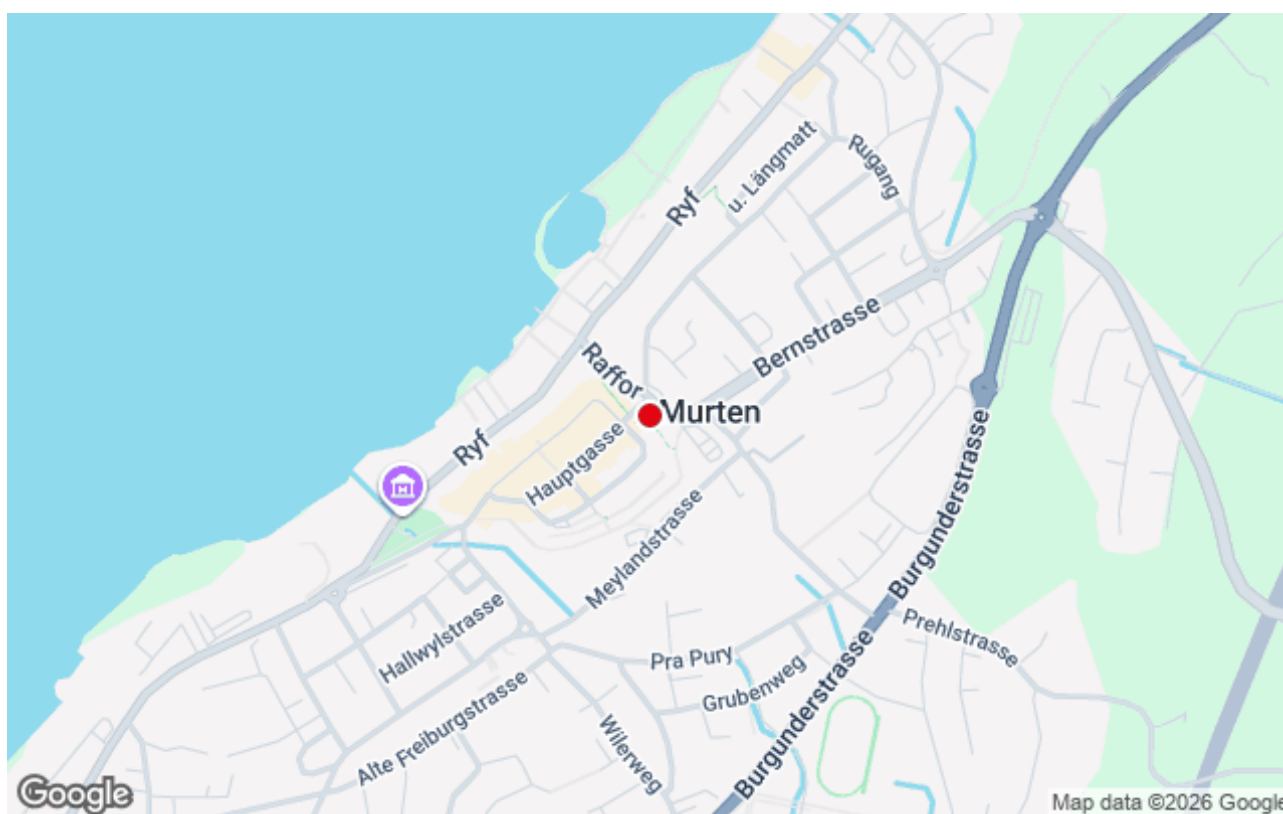 u. Längmatt
Rugang
Ryf
Bernstrasse
Raffor
Murten
Ryf
Hauptgasse
Burgunderstrasse
Meylandstrasse
Hallwylstrasse
Prehlstrasse
Pra Pury
Grubenweg
Alte Freiburgstrasse
Wilerweg
Burgunderstrasse
Google
Map data ©2026 Google